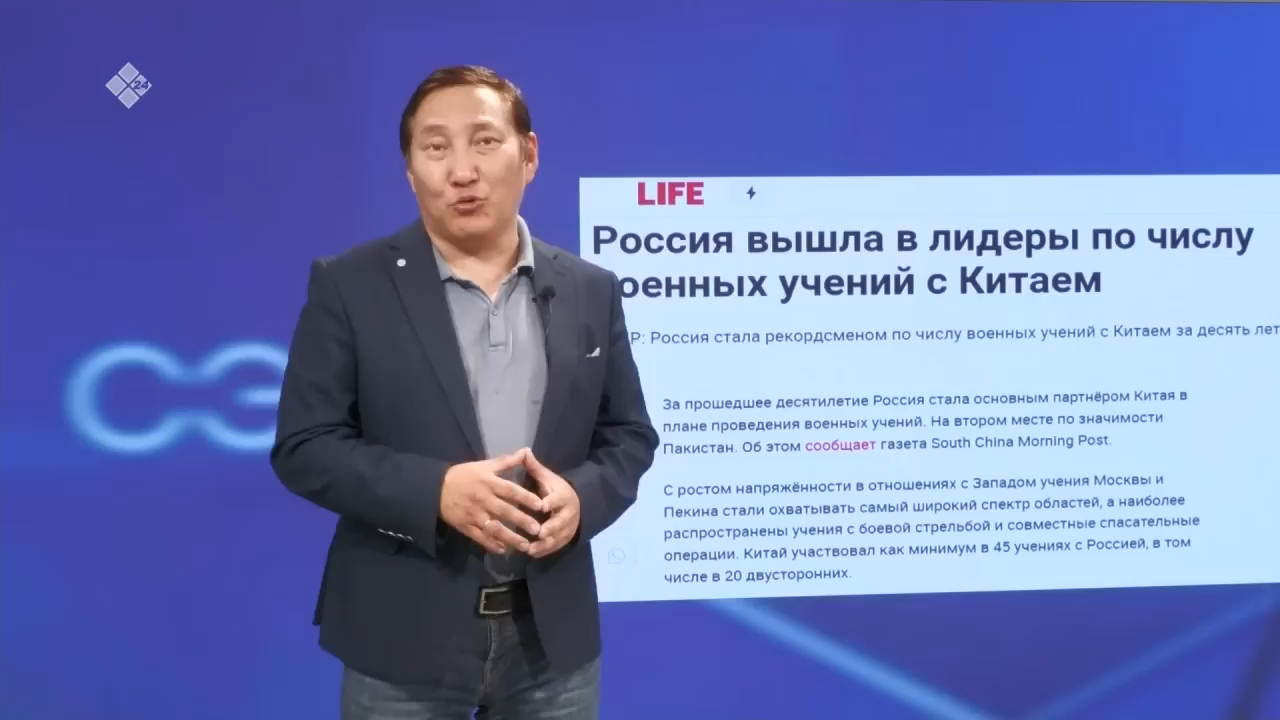 24
LIFE
Россия вышла в лидеры по числу
оенных учений с Китаем
Р: Россия стала рекордсменом по числу военных учений с Китаем за десять лет
За прошедшее десятилетие Россия стала основным партнёром Китая в
плане проведения военных учений. На втором месте по значимости
Пакистан. Об этом сообщает газета South China Morning Post.
С ростом напряжённости в отношениях с Западом учения Москвы и
Пекина стали охватывать самый широкий спектр областей, а наиболее
распространены учения с боевой стрельбой и совместные спасательные
операции. Китай участвовал как минимум в 45 учениях с Россией, в том
числе в 20 двусторонних.